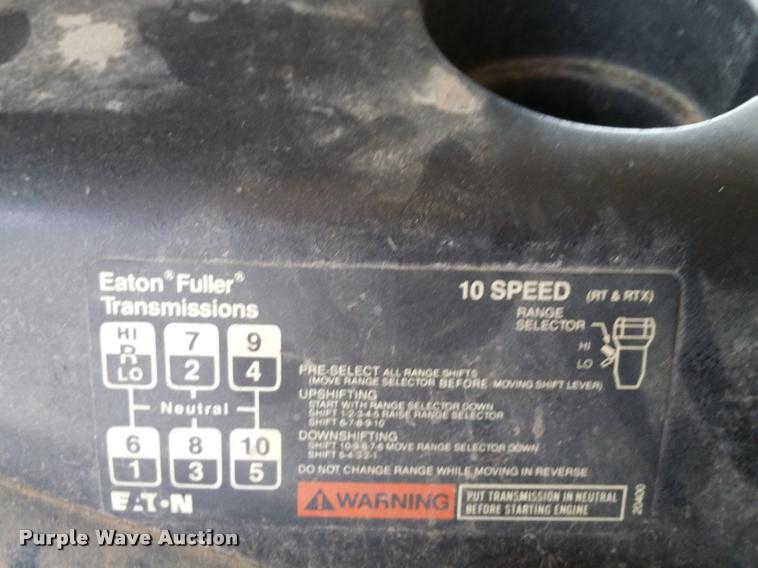 Eaton® Fuller®
Transmissions
10 SPEED (RT & RTX)
RANGE
SELECTOR
HI
LO
HI 7 9
R
LO 2 4
Neutral
6 8 10
1 3 5
EATON
PRE-SELECT ALL RANGE SHIFTS
(MOVE RANGE SELECTOR BEFORE MOVING SHIFT LEVER)
UPSHIFTING
START WITH RANGE SELECTOR DOWN
SHIFT 1-2-3-4-5 RAISE RANGE SELECTOR
SHIFT 6-7-8-9-10
DOWNSHIFTING
SHIFT 10-9-8-7-6 MOVE RANGE SELECTOR DOWN
SHIFT 5-4-3-2-1
DO NOT CHANGE RANGE WHILE MOVING IN REVERSE
WARNING
PUT TRANSMISSION IN NEUTRAL
BEFORE STARTING ENGINE
20400
Purple Wave Auction